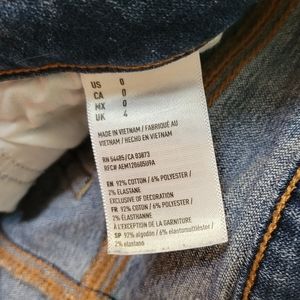 US 0
CA 0
MX 0
UK 4
MADE IN VIETNAM / FABRIQUÉ AU
VIETNAM / HECHO EN VIETNAM
RN 54485/CA 03873
EN 92% COTTON / 6% POLYESTER /
2% ELASTANE
EXCLUSIVE OF DECORATION
FR 92% COTON / 6% POLYESTER /
2% ÉLASTHANNE
À L'EXCEPTION DE LA GARNITURE
SP 92% algodón / 6% elastomultiéster /
2% elastano